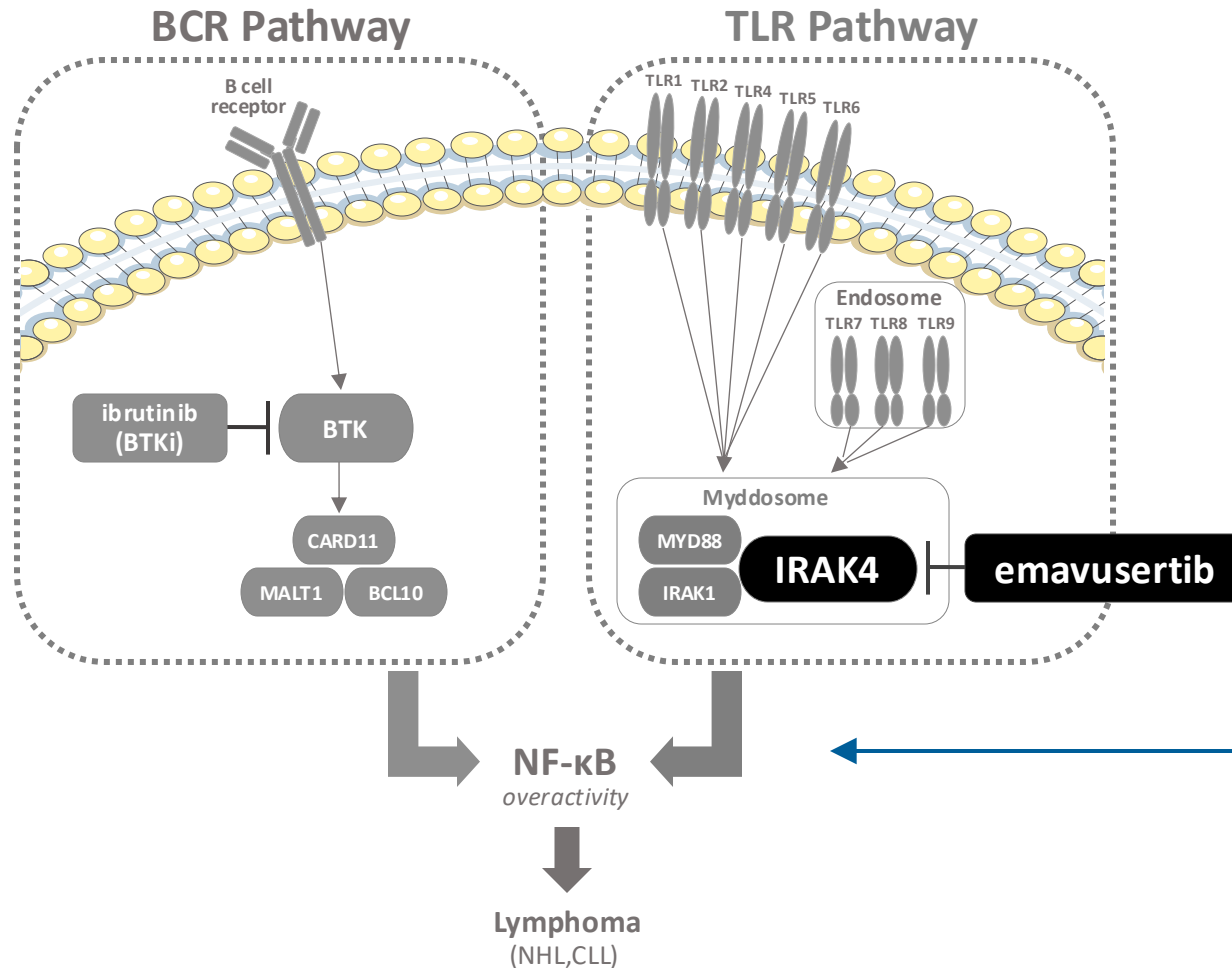 BCR Pathway
TLR Pathway
B cell
receptor
TLR1
TLR2
TLR4
TLR5
TLR6
Endosome
TLR7 TLR8 TLR9
ibrutinib
(BTKi)
BTK
CARD11
MALT1
BCL10
Myddosome
MYD88
IRAK1
IRAK4
emavusertib
NF-κB
overactivity
Lymphoma
(NHL,CLL)